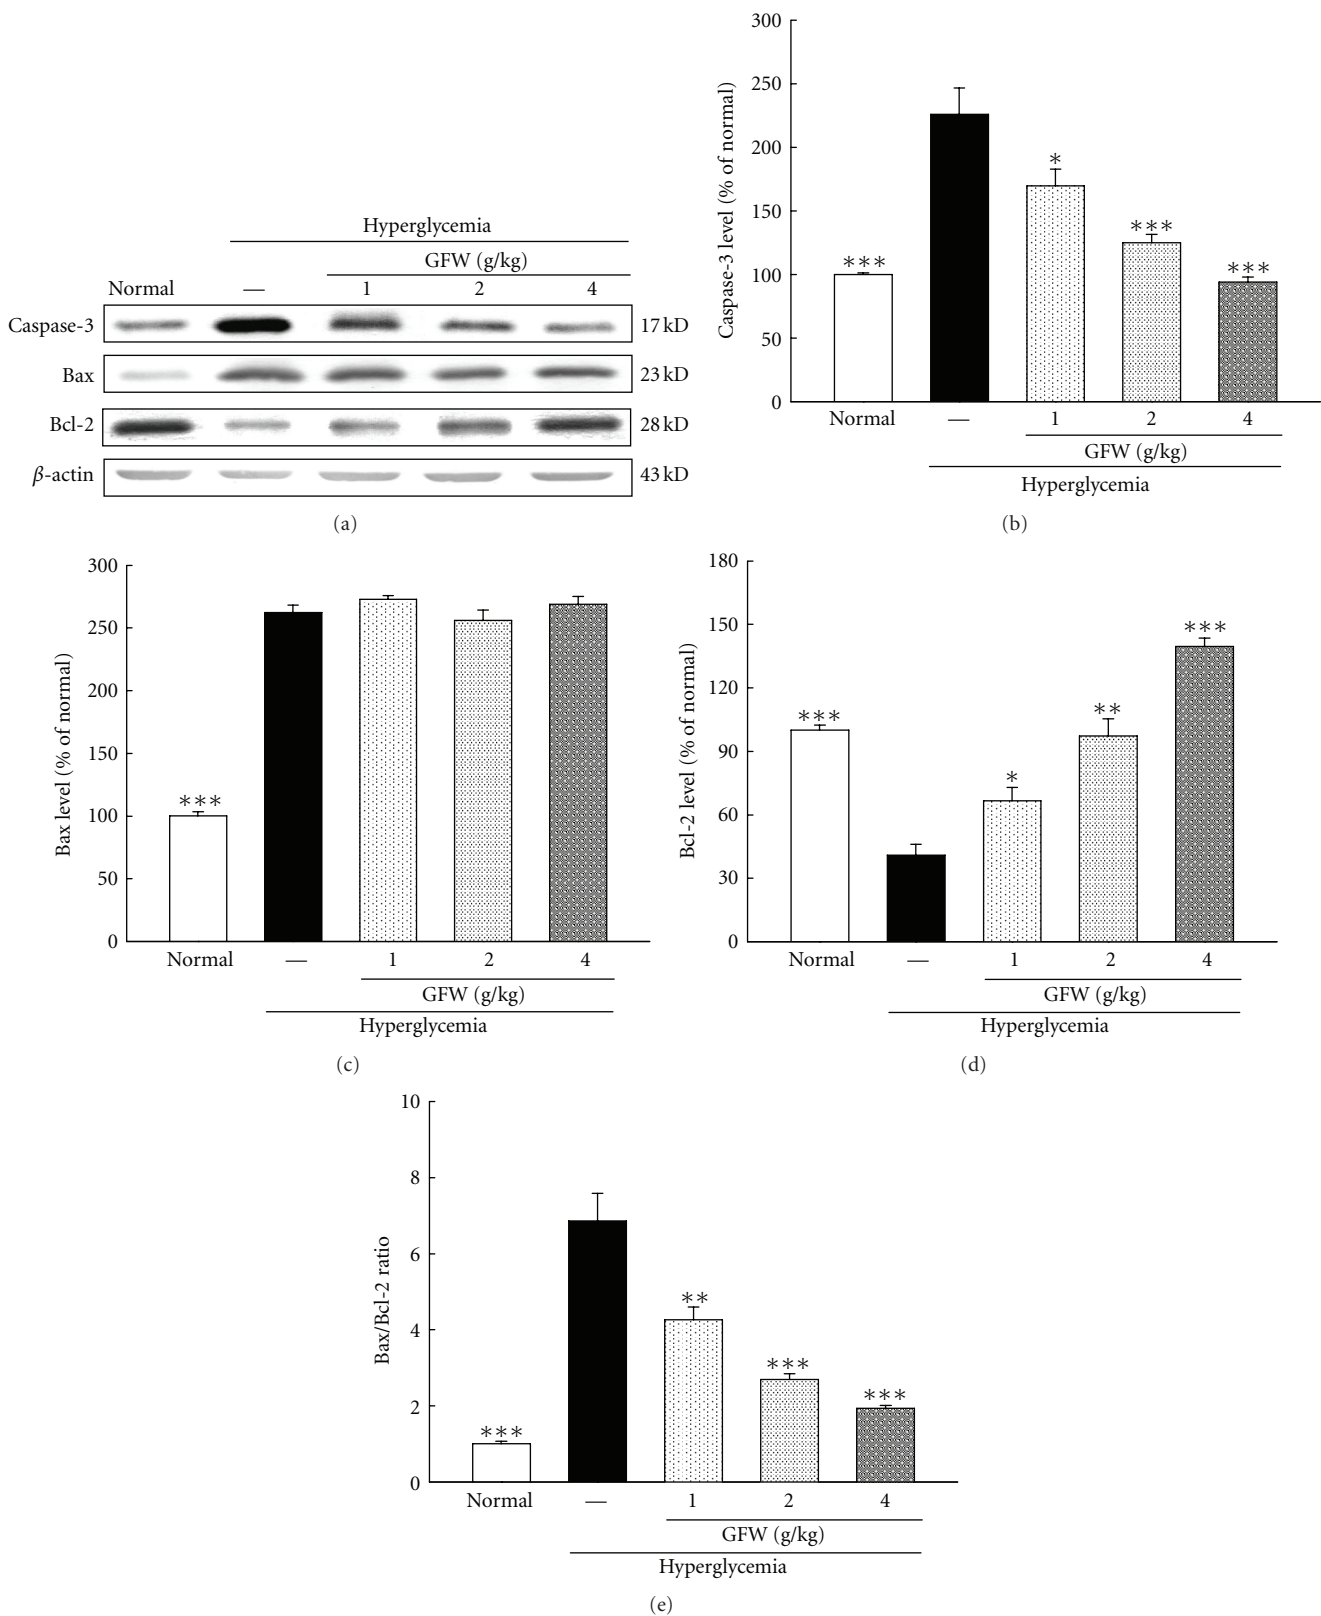 Hyperglycemia
GFW (g/kg)
Normal — 1 2 4
Caspase-3 17 kD
Bax 23 kD
Bcl-2 28 kD
β-actin 43 kD
(a)
Caspase-3 level (% of normal)
300
250
200
150
100
50
0
***
*
***
***
Normal — 1 2 4
GFW (g/kg)
Hyperglycemia
(b)
Bax level (% of normal)
300
250
200
150
100
50
0
***
Normal — 1 2 4
GFW (g/kg)
Hyperglycemia
(c)
Bcl-2 level (% of normal)
180
150
120
90
60
30
0
***
*
**
***
Normal — 1 2 4
GFW (g/kg)
Hyperglycemia
(d)
Bax/Bcl-2 ratio
10
8
6
4
2
0
***
**
***
***
Normal — 1 2 4
GFW (g/kg)
Hyperglycemia
(e)